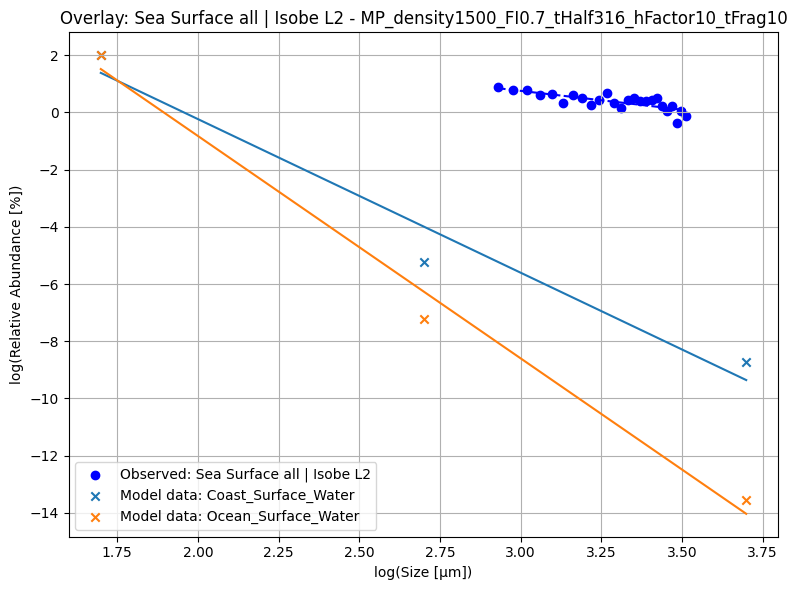 Overlay: Sea Surface all | Isobe L2 - MP_density1500_FI0.7_tHalf316_hFactor10_tFrag10
2
0
−2
−4
−6
−8
−10
−12
−14
log(Relative Abundance [%])
Observed: Sea Surface all | Isobe L2
Model data: Coast_Surface_Water
Model data: Ocean_Surface_Water
1.75 2.00 2.25 2.50 2.75 3.00 3.25 3.50 3.75
log(Size [μm])